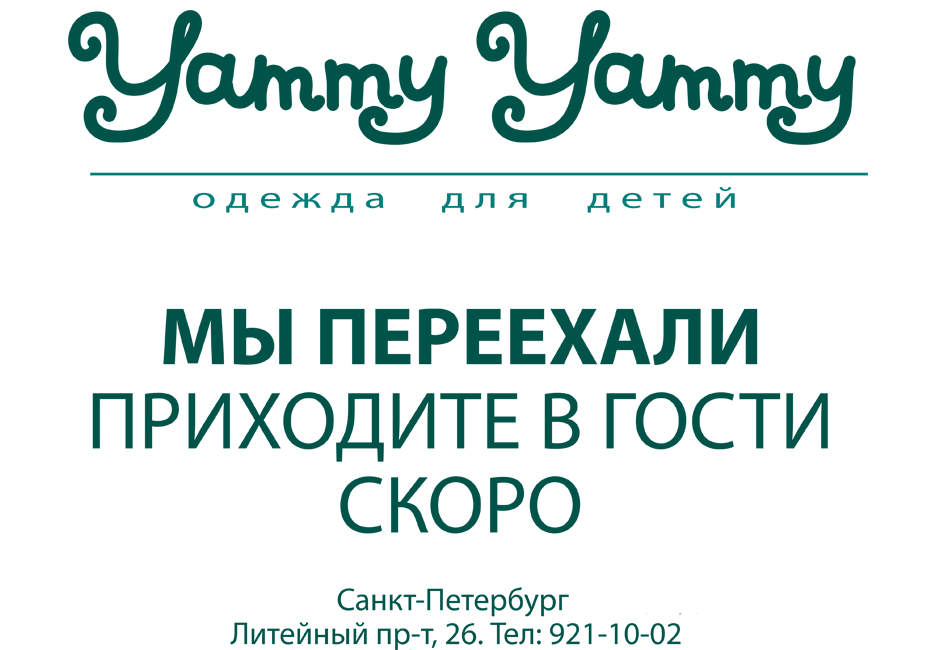 Yammy Yammy
одежда для детей
МЫ ПЕРЕЕХАЛИ
ПРИХОДИТЕ В ГОСТИ
СКОРО
Санкт-Петербург
Литейный пр-т, 26. Тел: 921-10-02